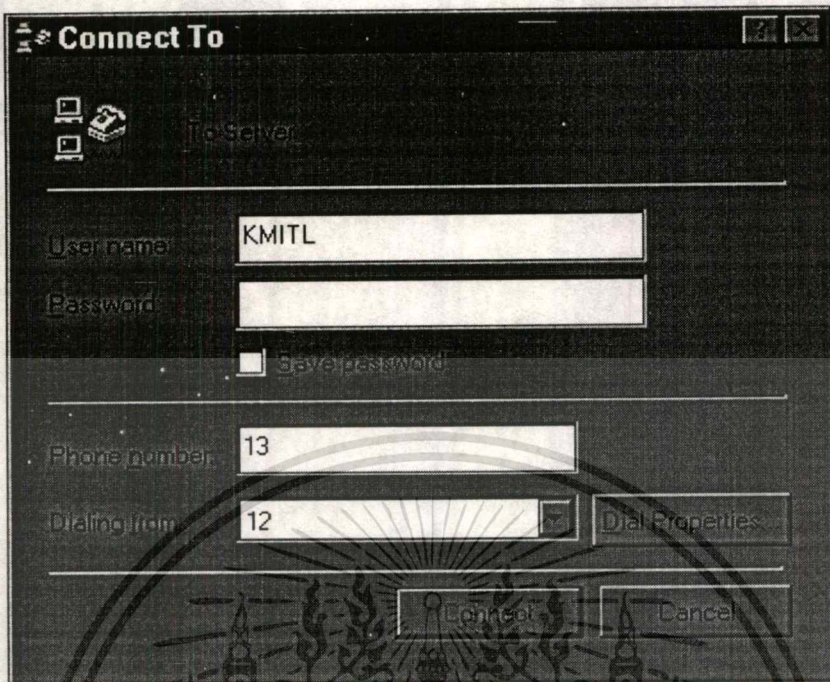 Connect To
To Server
User name: KMITL
Password:
Save password
Phone number: 13
Dialing from: 12 Dial Properties...
Connect Cancel